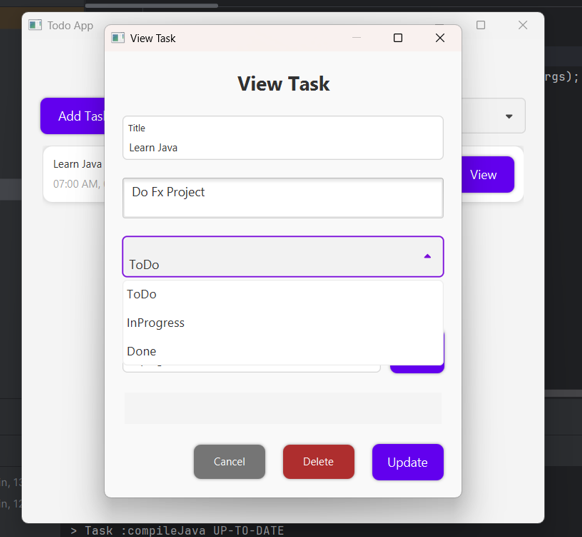 Todo App
View Task
rgs);
View Task
Add Tas
Title
Learn Java
Learn Java
07:00 AM,
View
Do Fx Project
ToDo
ToDo
InProgress
Done
Cancel
Delete
Update
n, 13
n, 12
> Task :compileJava UP-TO-DATE